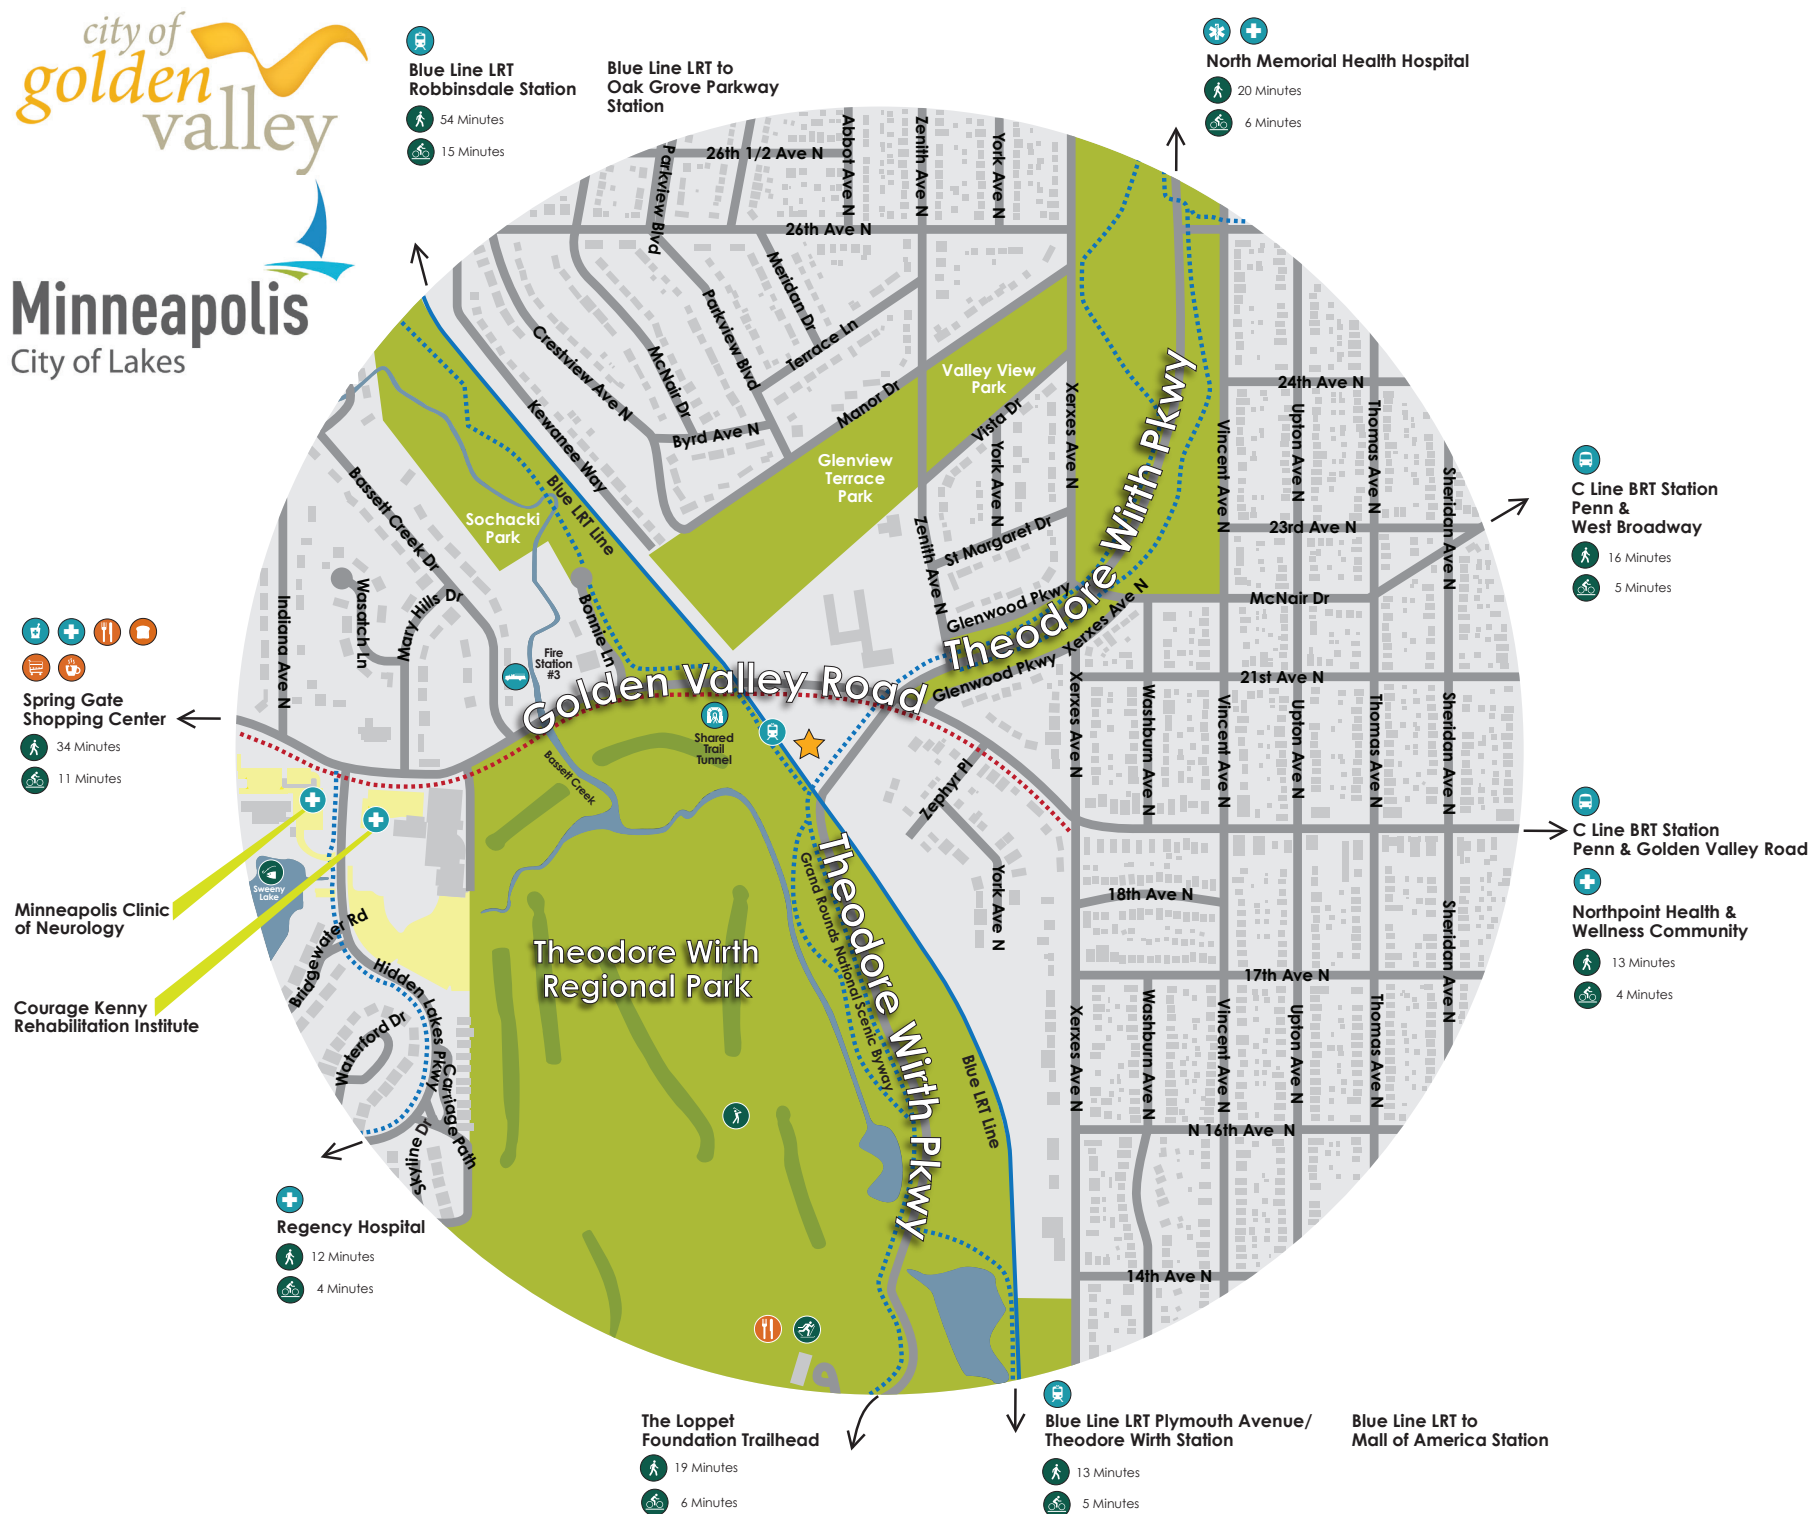 city of
golden
valley
Minneapolis
City of Lakes
Blue Line LRT
Robbinsdale Station
54 Minutes
15 Minutes
Blue Line LRT to
Oak Grove Parkway
Station
North Memorial Health Hospital
20 Minutes
6 Minutes
C Line BRT Station
Penn &
West Broadway
16 Minutes
5 Minutes
Spring Gate
Shopping Center
34 Minutes
11 Minutes
C Line BRT Station
Penn & Golden Valley Road
Northpoint Health &
Wellness Community
13 Minutes
4 Minutes
Minneapolis Clinic
of Neurology
Courage Kenny
Rehabilitation Institute
Regency Hospital
12 Minutes
4 Minutes
The Loppet
Foundation Trailhead
19 Minutes
6 Minutes
Blue Line LRT Plymouth Avenue/
Theodore Wirth Station
13 Minutes
5 Minutes
Blue Line LRT to
Mall of America Station
26th 1/2 Ave N
Parkview Blvd
Abbot Ave N
Zenith Ave N
York Ave N
26th Ave N
Meridan Dr
Parkview Blvd
Terrace Ln
Crestview Ave N
McNair Dr
Byrd Ave N
Kewanee Way
Manor Dr
Valley View
Park
Vista Dr
Glenview
Terrace
Park
York Ave N
Xerxes Ave N
St Margaret Dr
Zenith Ave N
Glenwood Pkwy
Glenwood Pkwy
Xerxes Ave N
Theodore Wirth Pkwy
24th Ave N
Vincent Ave N
Upton Ave N
Thomas Ave N
Sheridan Ave N
23rd Ave N
McNair Dr
21st Ave N
Xerxes Ave N
Washburn Ave N
Vincent Ave N
Upton Ave N
Thomas Ave N
Sheridan Ave N
Sochacki
Park
Blue LRT Line
Bassett Creek Dr
Mary Hills Dr
Wasatch Ln
Indiana Ave N
Bonnie Ln
Fire
Station
#3
Golden Valley Road
Shared
Trail
Tunnel
Bassett Creek
Zephyr Pl
York Ave N
18th Ave N
17th Ave N
Sheridan Ave N
Xerxes Ave N
Washburn Ave N
Vincent Ave N
Upton Ave N
Thomas Ave N
N 16th Ave N
14th Ave N
Sweeny
Lake
Bridgewater Rd
Hidden Lakes Pkwy
Waterford Dr
Carriage Path
Skyline Dr
Theodore Wirth
Regional Park
Theodore Wirth Pkwy
Grand Rounds National Scenic Byway
Blue LRT Line